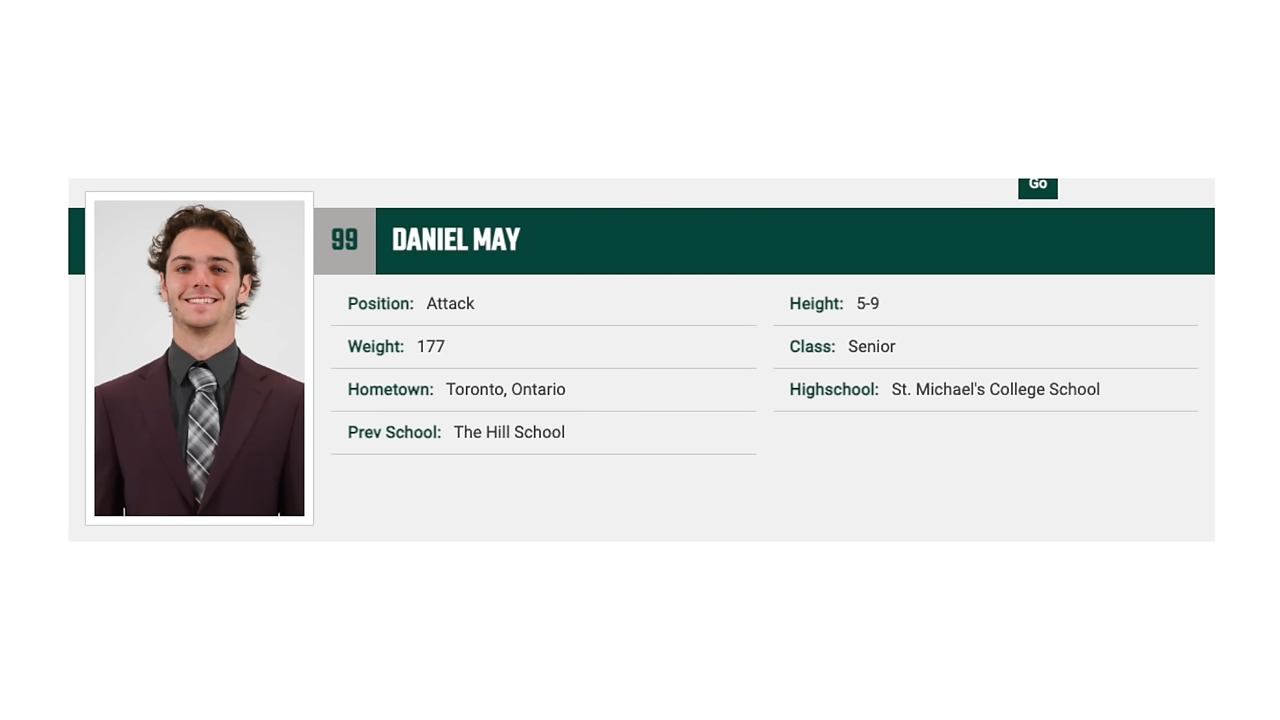 Go
99 DANIEL MAY
Position: Attack
Height: 5-9
Weight: 177
Class: Senior
Hometown: Toronto, Ontario
Highschool: St. Michael's College School
Prev School: The Hill School